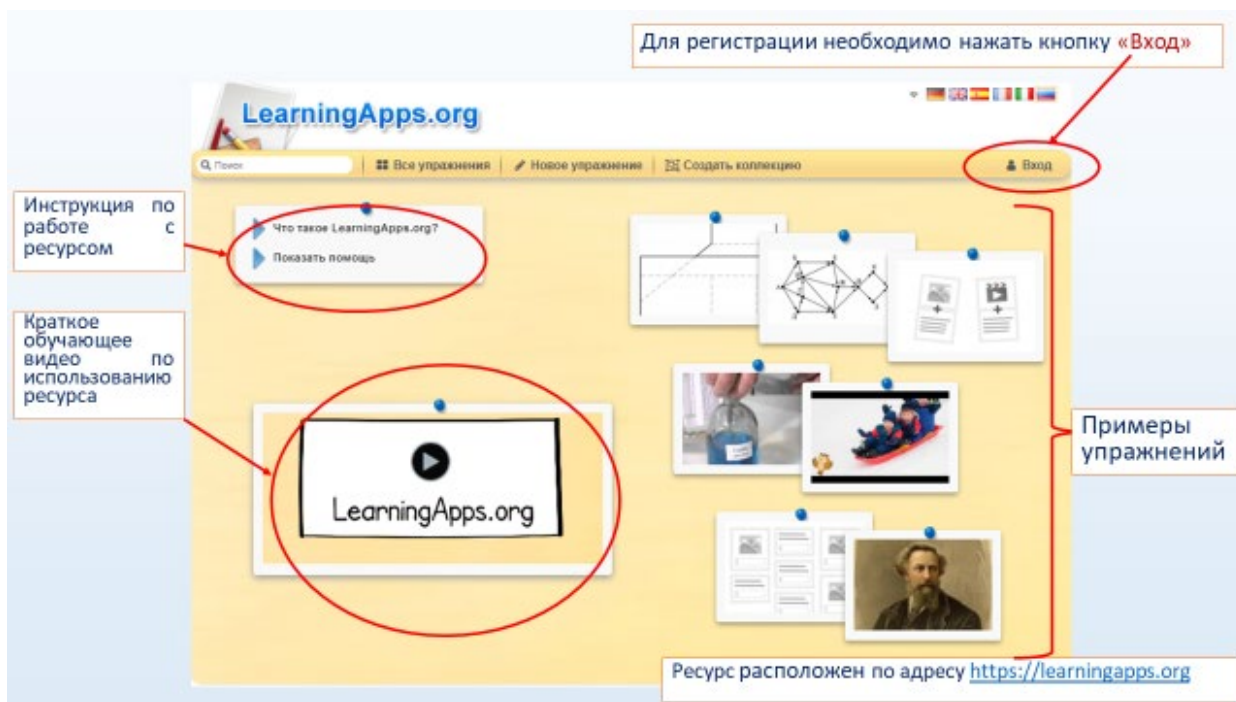 Для регистрации необходимо нажать кнопку «Вход»
LearningApps.org
Поиск
Все упражнения
Новое упражнение
Создать коллекцию
Вход
Инструкция по
работе с
ресурсом
Что такое LearningApps.org?
Показать помощь
Краткое
обучающее
видео по
использованию
ресурса
LearningApps.org
Примеры
упражнений
Ресурс расположен по адресу https://learningapps.org